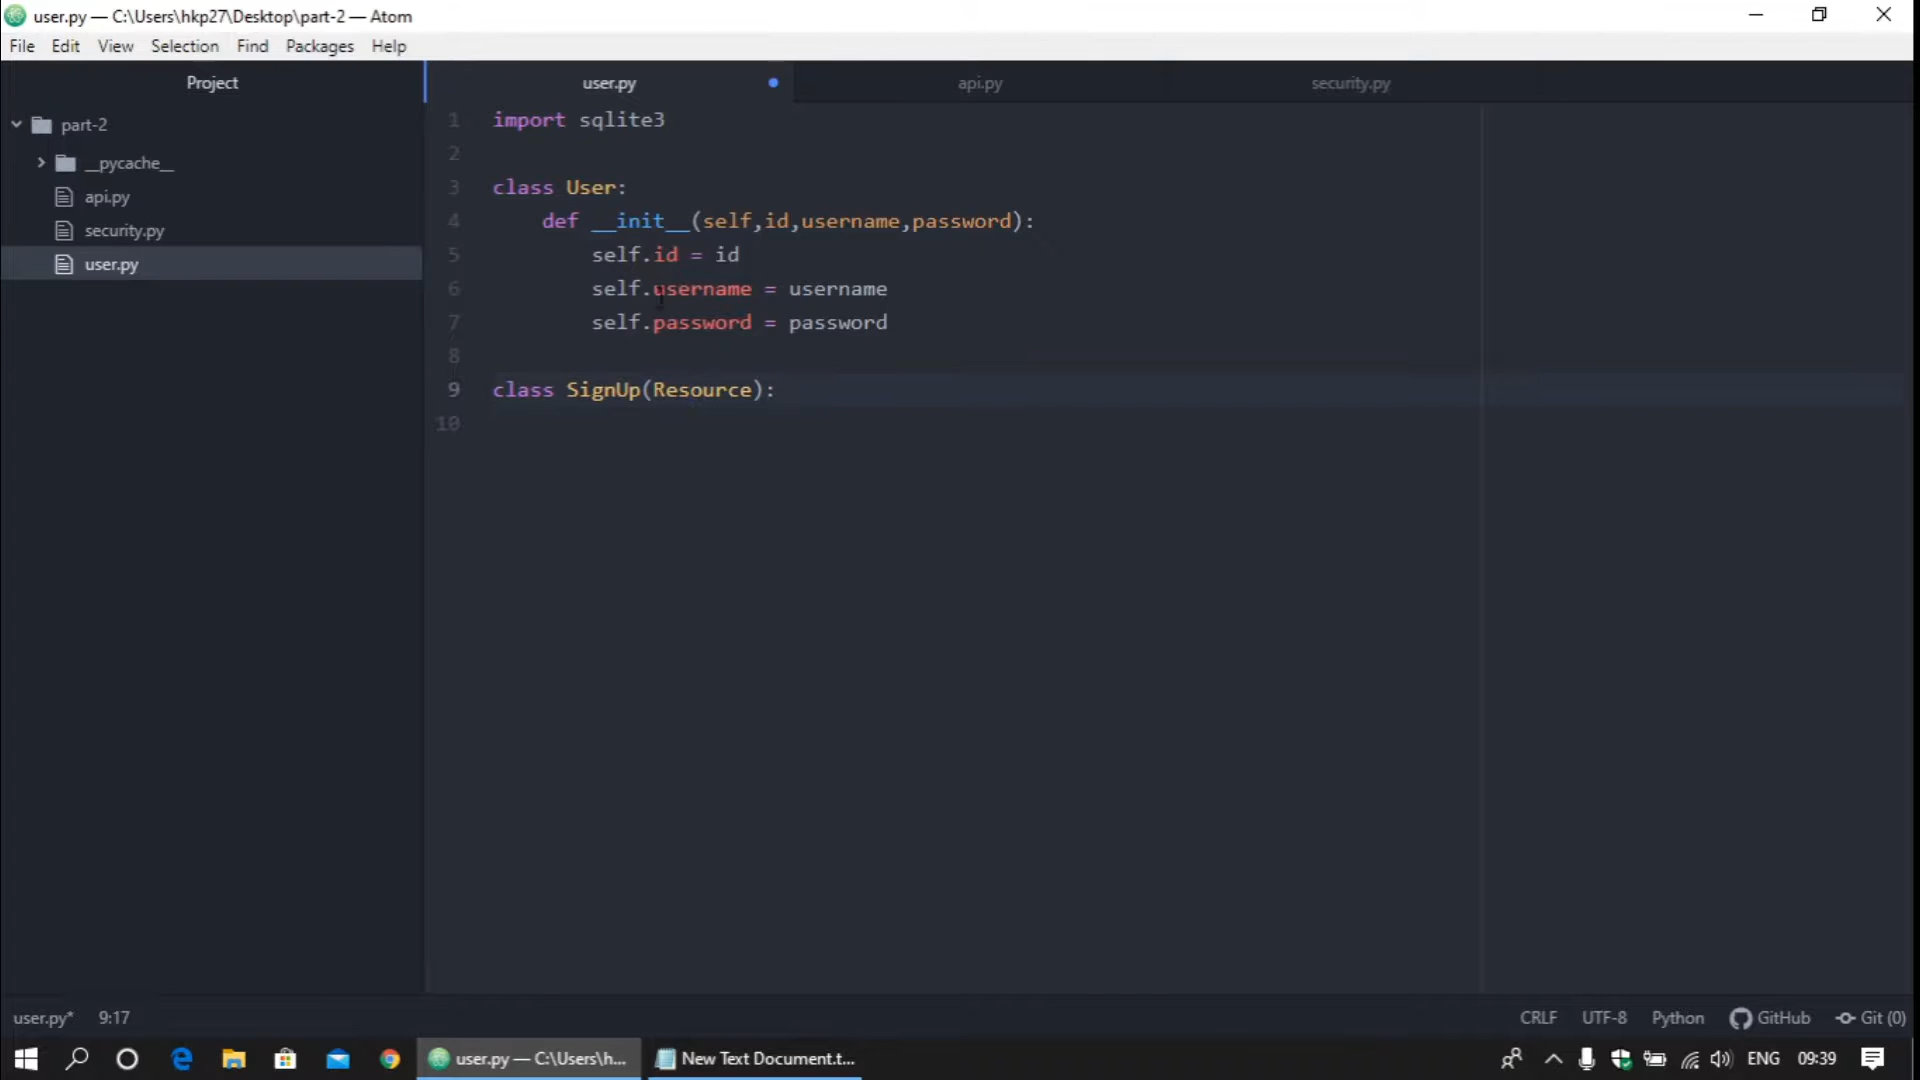 user.py — C:\Users\hkp27\Desktop\part-2 — Atom
File Edit View Selection Find Packages Help
Project
user.py
api.py
security.py
part-2
__pycache__
api.py
security.py
user.py
1 import sqlite3
2
3 class User:
4 def __init__(self,id,username,password):
5 self.id = id
6 self.username = username
7 self.password = password
8
9 class SignUp(Resource):
10
user.py* 9:17
CRLF UTF-8 Python GitHub Git (0)
user.py — C:\Users\h...
New Text Document.t...
ENG 09:39